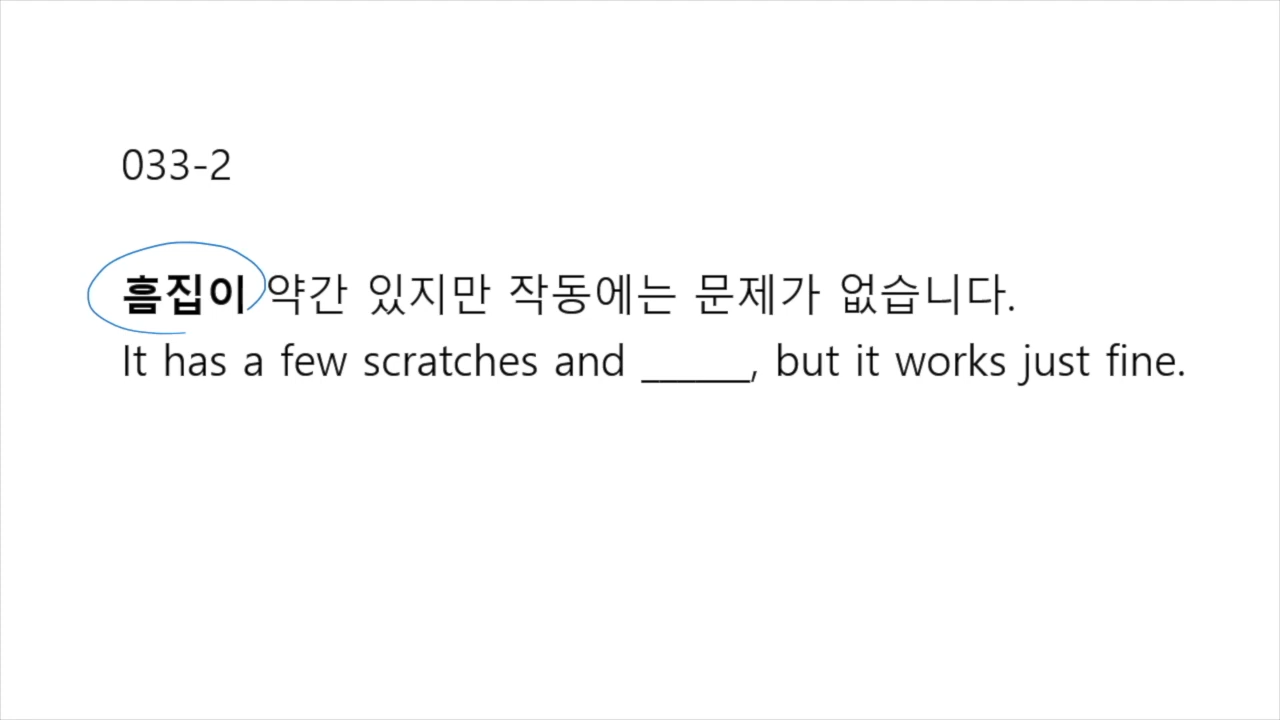 033-2
흠집이 약간 있지만 작동에는 문제가 없습니다.
It has a few scratches and ______, but it works just fine.